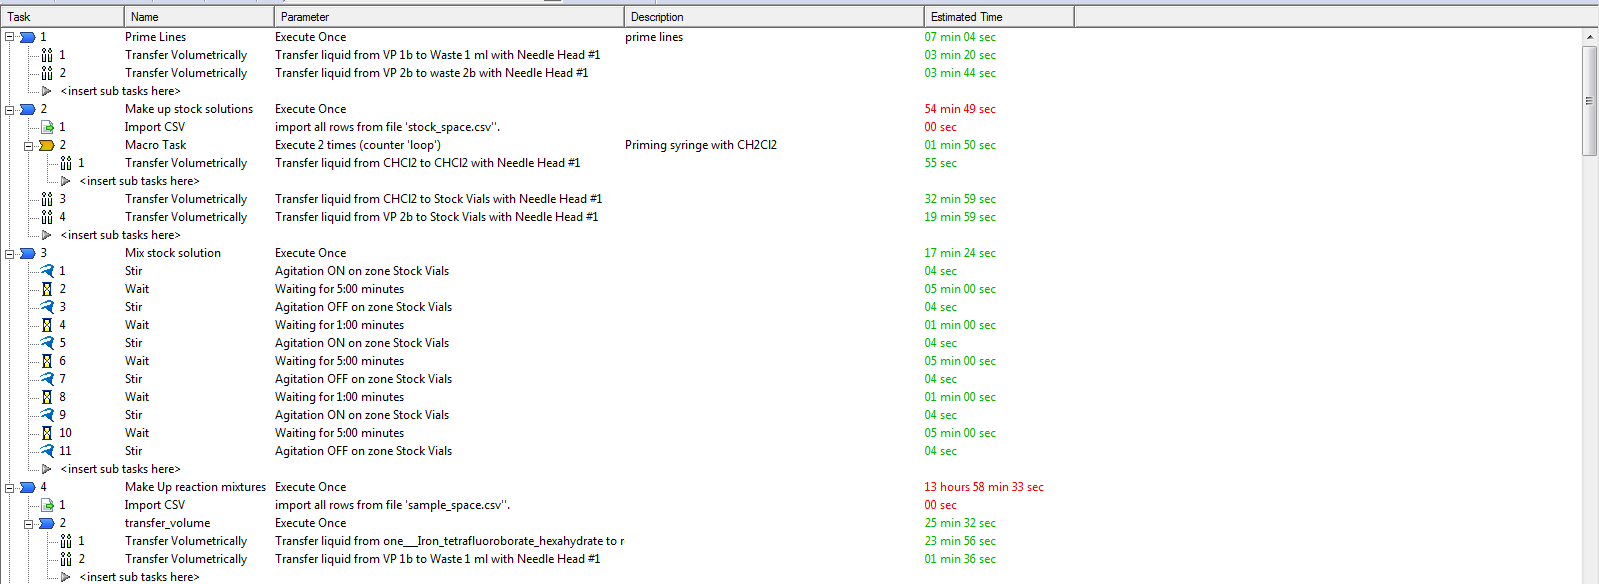 Task Name Parameter Description Estimated Time
1 Prime Lines Execute Once prime lines 07 min 04 sec
1 Transfer Volumetrically Transfer liquid from VP 1b to Waste 1 ml with Needle Head #1 03 min 20 sec
2 Transfer Volumetrically Transfer liquid from VP 2b to waste 2b with Needle Head #1 03 min 44 sec
<insert sub tasks here>
2 Make up stock solutions Execute Once 54 min 49 sec
1 Import CSV import all rows from file 'stock_space.csv''. 00 sec
2 Macro Task Execute 2 times (counter 'loop') Priming syringe with CH2Cl2 01 min 50 sec
1 Transfer Volumetrically Transfer liquid from CHCl2 to CHCl2 with Needle Head #1 55 sec
<insert sub tasks here>
3 Transfer Volumetrically Transfer liquid from CHCl2 to Stock Vials with Needle Head #1 32 min 59 sec
4 Transfer Volumetrically Transfer liquid from VP 2b to Stock Vials with Needle Head #1 19 min 59 sec
<insert sub tasks here>
3 Mix stock solution Execute Once 17 min 24 sec
1 Stir Agitation ON on zone Stock Vials 04 sec
2 Wait Waiting for 5:00 minutes 05 min 00 sec
3 Stir Agitation OFF on zone Stock Vials 04 sec
4 Wait Waiting for 1:00 minutes 01 min 00 sec
5 Stir Agitation ON on zone Stock Vials 04 sec
6 Wait Waiting for 5:00 minutes 05 min 00 sec
7 Stir Agitation OFF on zone Stock Vials 04 sec
8 Wait Waiting for 1:00 minutes 01 min 00 sec
9 Stir Agitation ON on zone Stock Vials 04 sec
10 Wait Waiting for 5:00 minutes 05 min 00 sec
11 Stir Agitation OFF on zone Stock Vials 04 sec
<insert sub tasks here>
4 Make Up reaction mixtures Execute Once 13 hours 58 min 33 sec
1 Import CSV import all rows from file 'sample_space.csv''. 00 sec
2 transfer_volume Execute Once 25 min 32 sec
1 Transfer Volumetrically Transfer liquid from one___Iron_tetrafluoroborate_hexahydrate to r 23 min 56 sec
2 Transfer Volumetrically Transfer liquid from VP 1b to Waste 1 ml with Needle Head #1 01 min 36 sec
<insert sub tasks here>